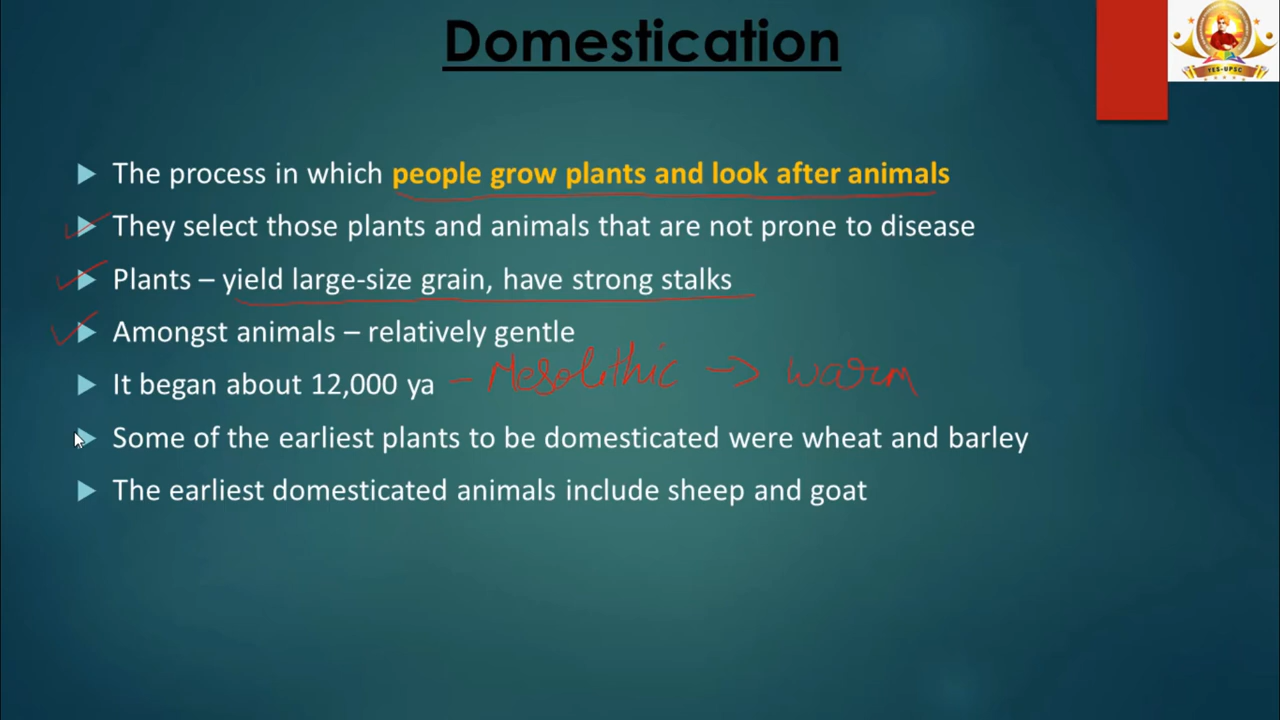 Domestication
YES-UPSC
The process in which people grow plants and look after animals
They select those plants and animals that are not prone to disease
Plants – yield large-size grain, have strong stalks
Amongst animals – relatively gentle
It began about 12,000 ya – Mesolithic -> warm
Some of the earliest plants to be domesticated were wheat and barley
The earliest domesticated animals include sheep and goat